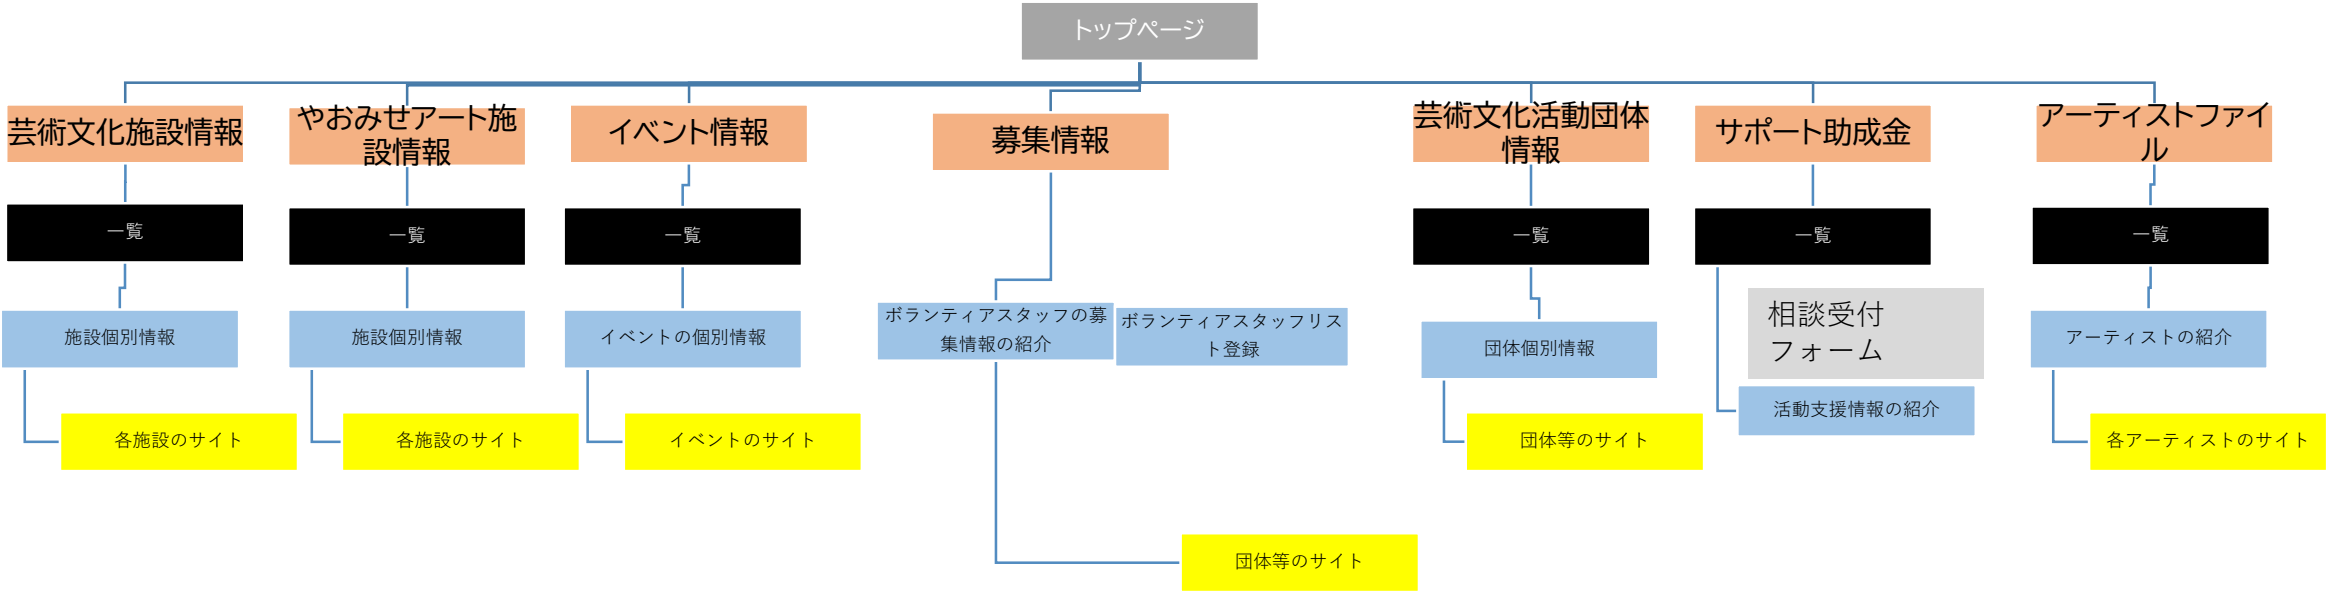 トップページ
芸術文化施設情報
やおみせアート施
設情報
イベント情報
募集情報
芸術文化活動団体
情報
サポート助成金
アーティストファイ
ル
一覧
一覧
一覧
一覧
一覧
一覧
施設個別情報
施設個別情報
イベントの個別情報
ボランティアスタッフの募
集情報の紹介
ボランティアスタッフリス
ト登録
団体個別情報
相談受付
フォーム
活動支援情報の紹介
アーティストの紹介
各施設のサイト
各施設のサイト
イベントのサイト
団体等のサイト
各アーティストのサイト
団体等のサイト